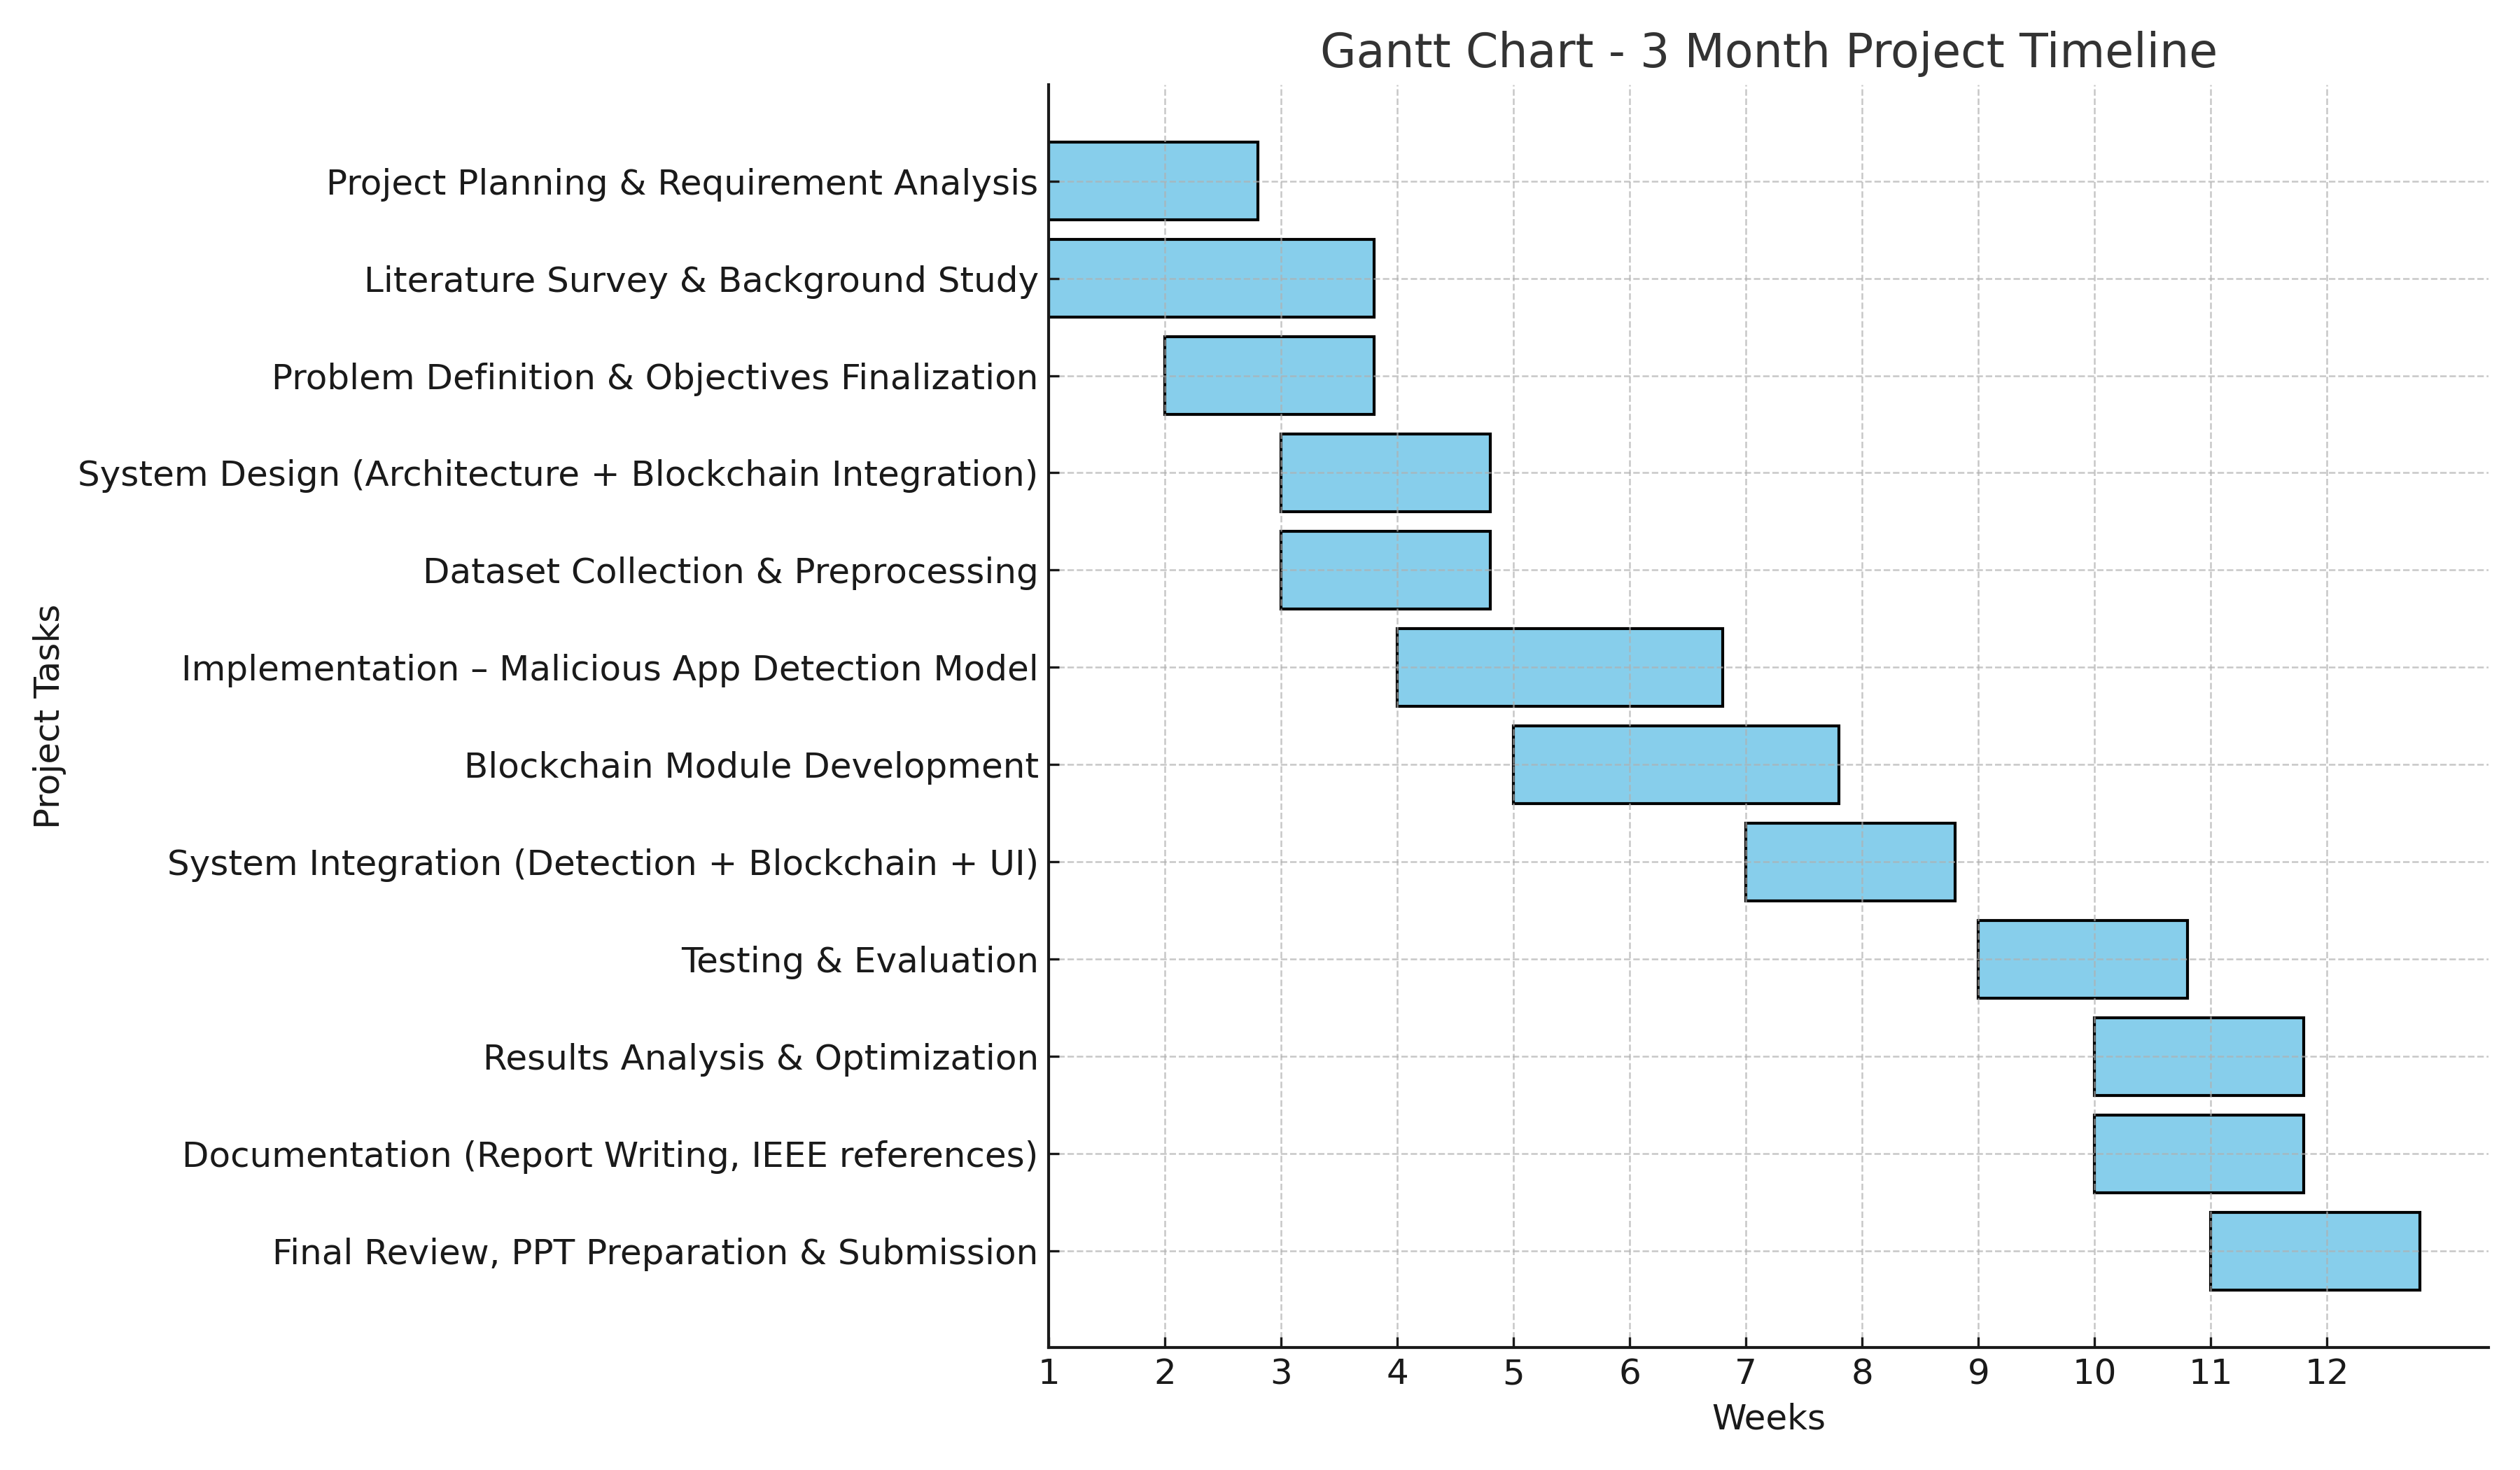 Gantt Chart - 3 Month Project Timeline
Project Tasks
Project Planning & Requirement Analysis
Literature Survey & Background Study
Problem Definition & Objectives Finalization
System Design (Architecture + Blockchain Integration)
Dataset Collection & Preprocessing
Implementation – Malicious App Detection Model
Blockchain Module Development
System Integration (Detection + Blockchain + UI)
Testing & Evaluation
Results Analysis & Optimization
Documentation (Report Writing, IEEE references)
Final Review, PPT Preparation & Submission
1 2 3 4 5 6 7 8 9 10 11 12
Weeks